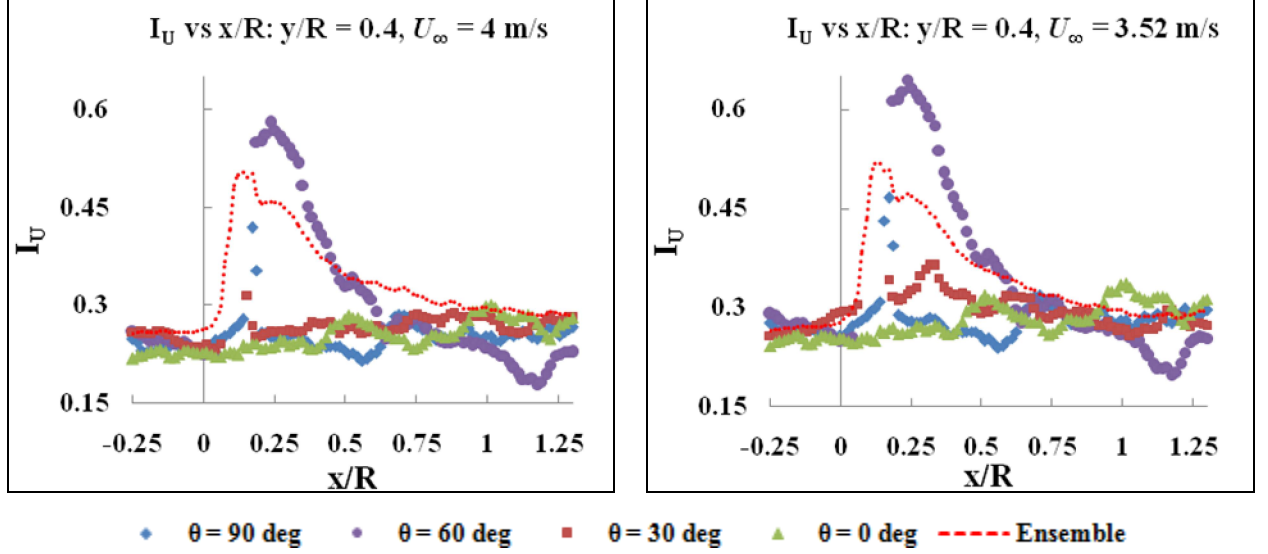 I_U vs x/R: y/R = 0.4, U_∞ = 4 m/s
0.6
0.45
0.3
0.15
I_U
-0.25 0 0.25 0.5 0.75 1 1.25
x/R
I_U vs x/R: y/R = 0.4, U_∞ = 3.52 m/s
0.6
0.45
0.3
0.15
I_U
-0.25 0 0.25 0.5 0.75 1 1.25
x/R
θ = 90 deg θ = 60 deg θ = 30 deg θ = 0 deg Ensemble